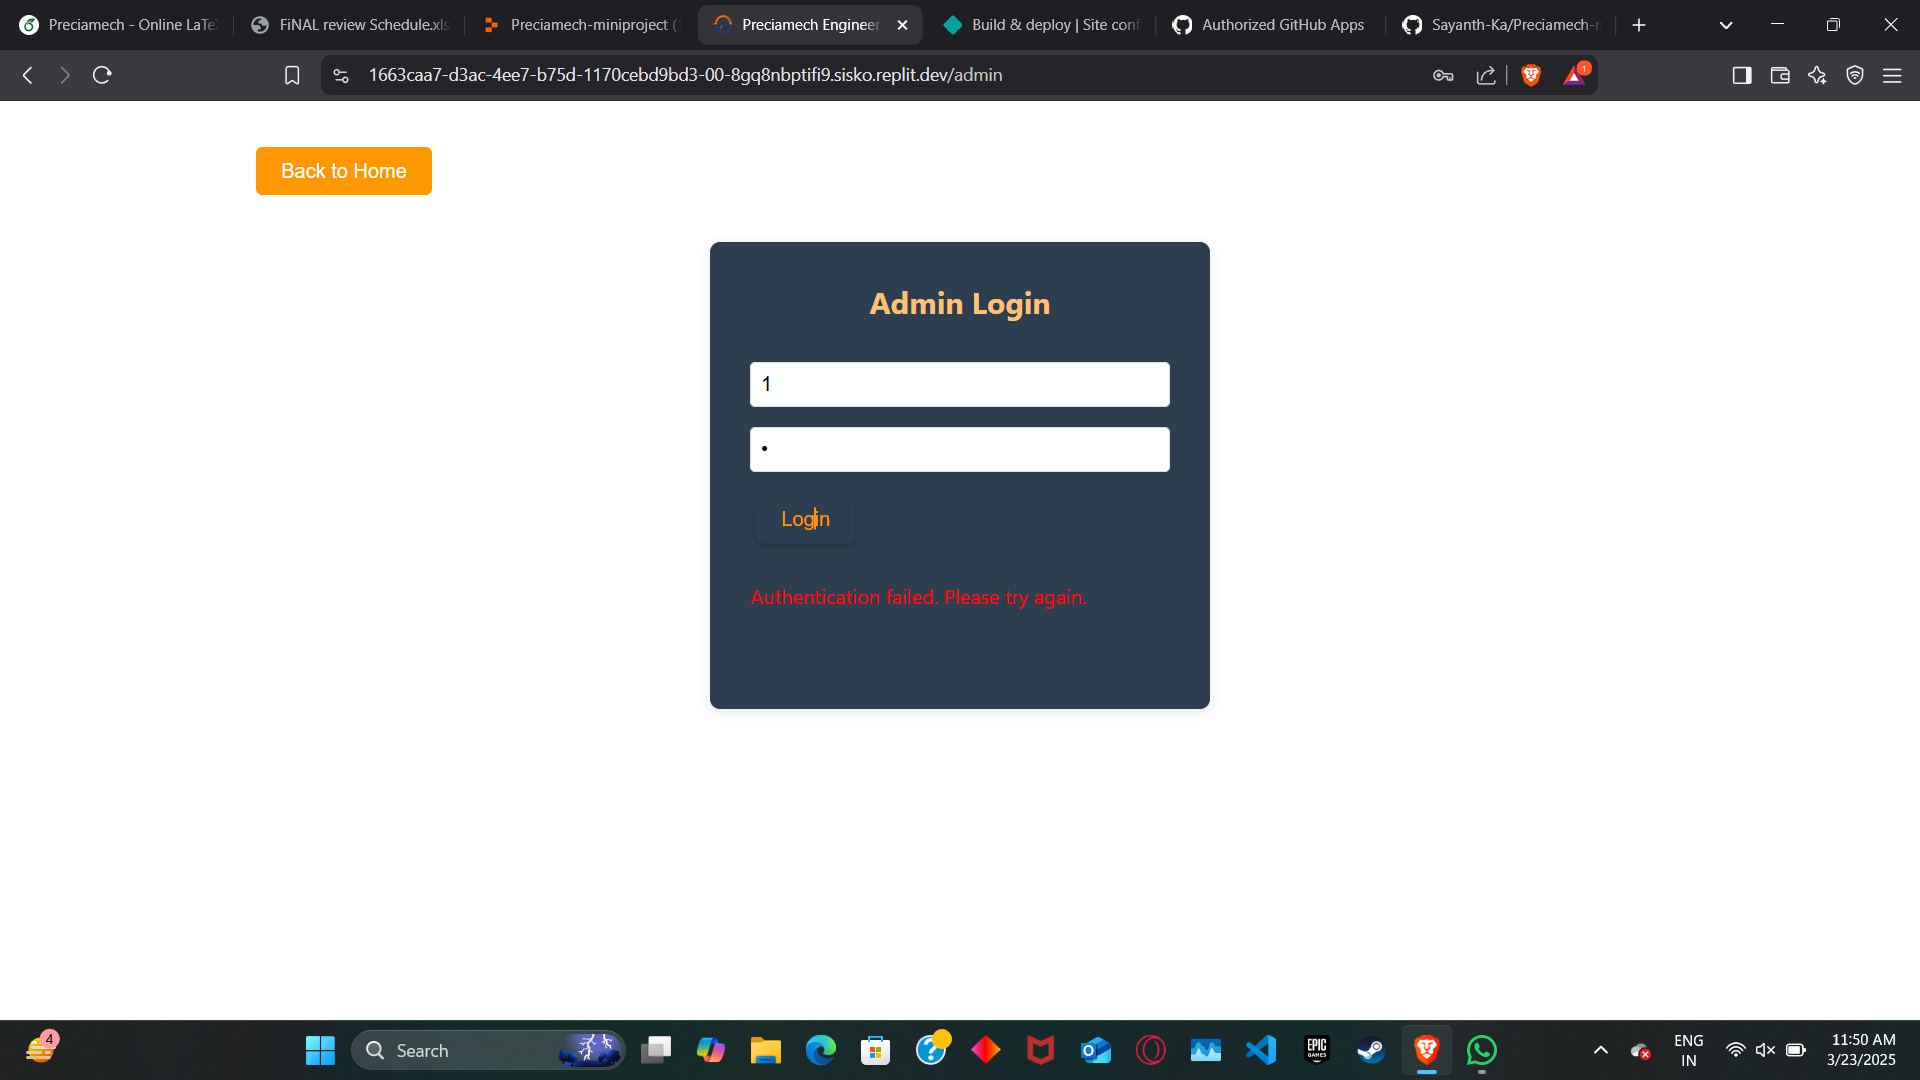 Preciamech - Online LaTe
FiNAL review Schedule.xls
Preciamech-miniproject (
Preciamech Engineer
Build & deploy | Site conf
Authorized GitHub Apps
Sayanth-Ka/Preciamech-
1663caa7-d3ac-4ee7-b75d-1170cebd9bd3-00-8gq8nbptifi9.sisko.replit.dev/admin
1
Back to Home
Admin Login
1
•
Login
Authentication failed. Please try again.
4
Search
EPIC
GAMES
ENG
IN
11:50 AM
3/23/2025